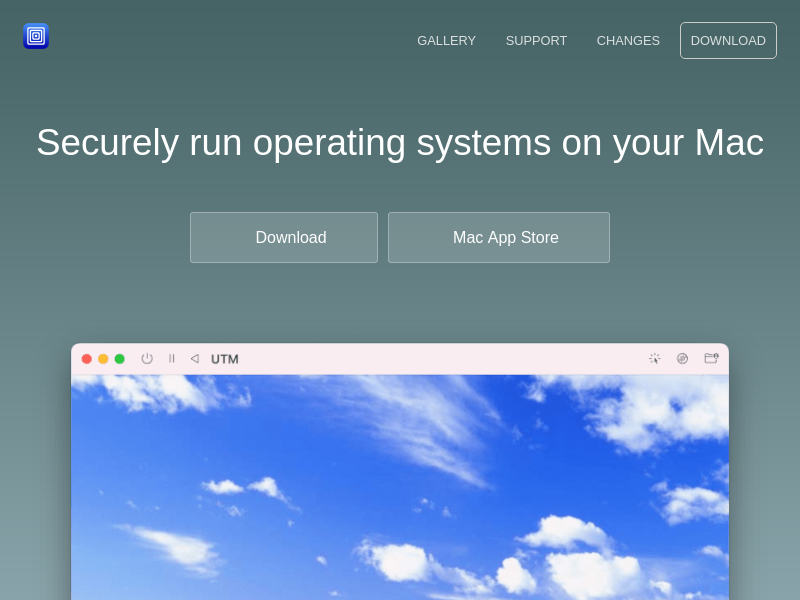 GALLERY SUPPORT CHANGES DOWNLOAD
Securely run operating systems on your Mac
Download Mac App Store
UTM